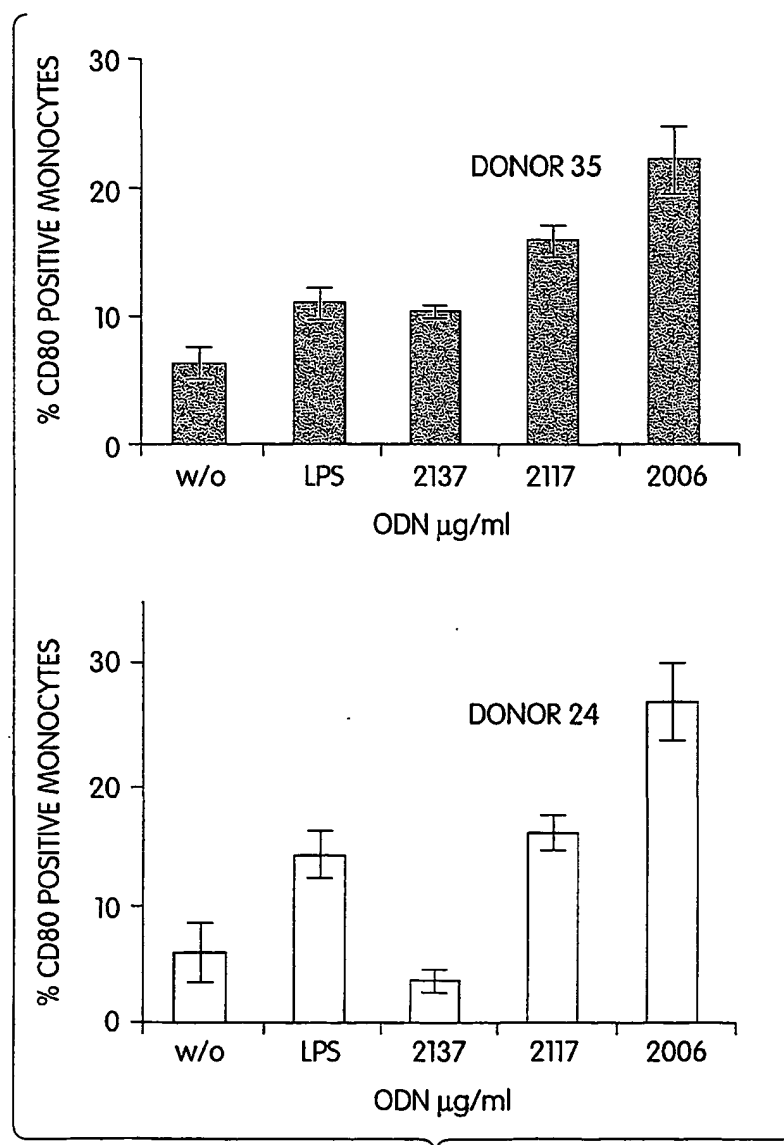 % CD80 POSITIVE MONOCYTES
30
20
10
0
DONOR 35
w/o LPS 2137 2117 2006
ODN µg/ml
% CD80 POSITIVE MONOCYTES
30
20
10
0
DONOR 24
w/o LPS 2137 2117 2006
ODN µg/ml